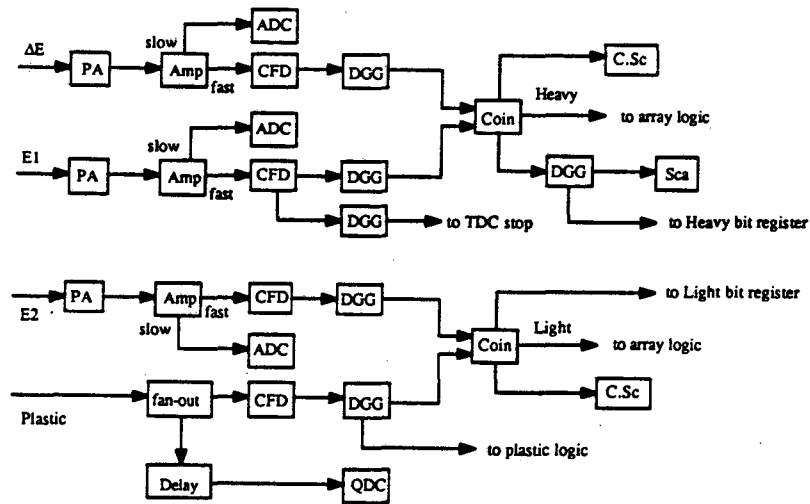 ADC
slow
ΔE
PA
Amp
fast
CFD
DGG
C.Sc
Heavy
Coin
to array logic
ADC
slow
E1
PA
Amp
fast
CFD
DGG
DGG
Sca
DGG
to TDC stop
to Heavy bit register
E2
PA
Amp
fast
CFD
DGG
to Light bit register
slow
ADC
Light
Coin
to array logic
Plastic
fan-out
CFD
DGG
C.Sc
to plastic logic
Delay
QDC